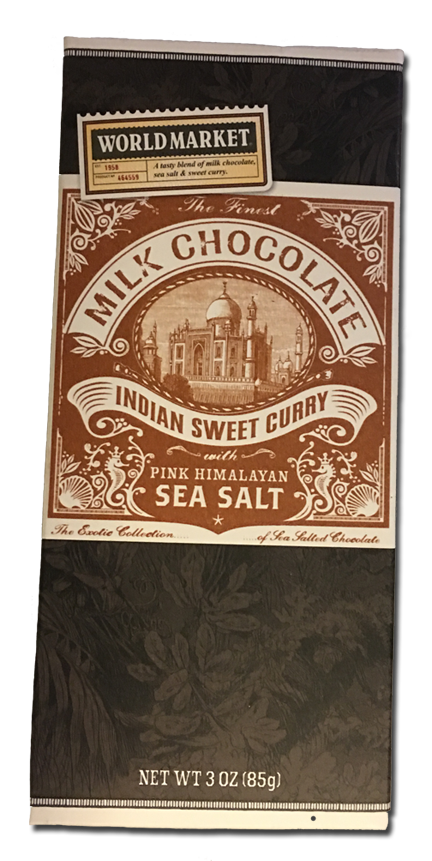 WORLD MARKET
EST. 1958
A tasty blend of milk chocolate,
sea salt & sweet curry.
464559
The Finest
MILK CHOCOLATE
INDIAN SWEET CURRY
with
PINK HIMALAYAN
SEA SALT
The Exotic Collection..... .....of Sea Salted Chocolate
NET WT 3 OZ (85g)